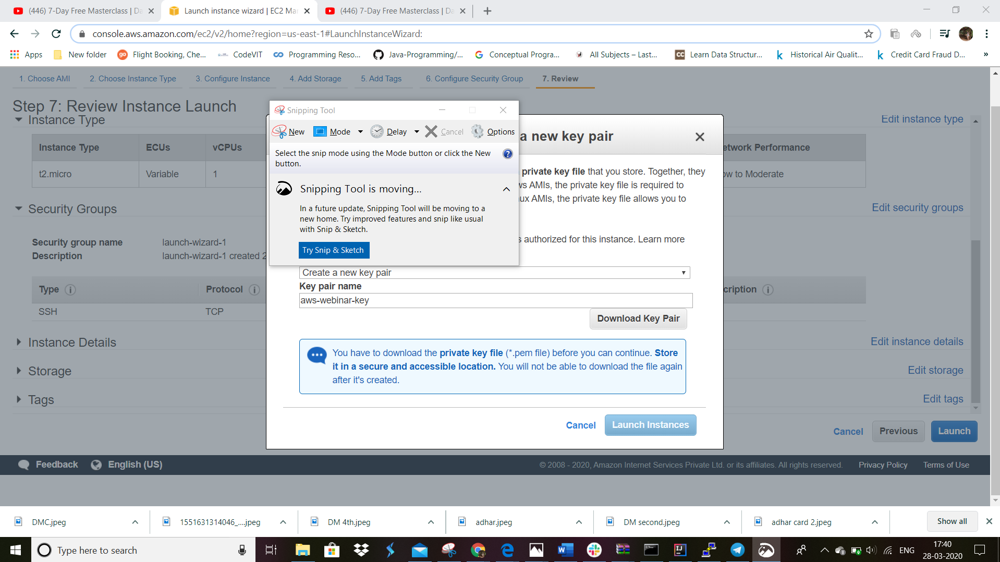 (446) 7-Day Free Masterclass | Da
Launch instance wizard | EC2 Man
(446) 7-Day Free Masterclass | Da
console.aws.amazon.com/ec2/v2/home?region=us-east-1#LaunchInstanceWizard:
Apps
New folder
Flight Booking, Che...
CodeVIT
Programming Reso...
Java-Programming/...
Conceptual Progra...
All Subjects – Last...
Learn Data Structur...
Historical Air Qualit...
Credit Card Fraud D...
»
1. Choose AMI
2. Choose Instance Type
3. Configure Instance
4. Add Storage
5. Add Tags
6. Configure Security Group
7. Review
Step 7: Review Instance Launch
Instance Type
Edit instance type
Instance Type
ECUs
vCPUs
etwork Performance
t2.micro
Variable
1
ow to Moderate
Security Groups
Edit security groups
Security group name
launch-wizard-1
Description
launch-wizard-1 created 2
Type
Protocol
cription
SSH
TCP
Instance Details
Edit instance details
Storage
Edit storage
Tags
Edit tags
Cancel
Previous
Launch
Snipping Tool
New
Mode
Delay
Cancel
Options
Select the snip mode using the Mode button or click the New
button.
Snipping Tool is moving...
In a future update, Snipping Tool will be moving to a
new home. Try improved features and snip like usual
with Snip & Sketch.
Try Snip & Sketch
a new key pair
private key file that you store. Together, they
ws AMIs, the private key file is required to
ux AMIs, the private key file allows you to
s authorized for this instance. Learn more
Create a new key pair
Key pair name
aws-webinar-key
Download Key Pair
You have to download the private key file (*.pem file) before you can continue. Store
it in a secure and accessible location. You will not be able to download the file again
after it's created.
Cancel
Launch Instances
Feedback
English (US)
© 2008 - 2020, Amazon Internet Services Private Ltd. or its affiliates. All rights reserved.
Privacy Policy
Terms of Use
DMC.jpeg
1551631314046_....jpeg
DM 4th.jpeg
adhar.jpeg
DM second.jpeg
adhar card 2.jpeg
Show all
Type here to search
ENG
17:40
28-03-2020